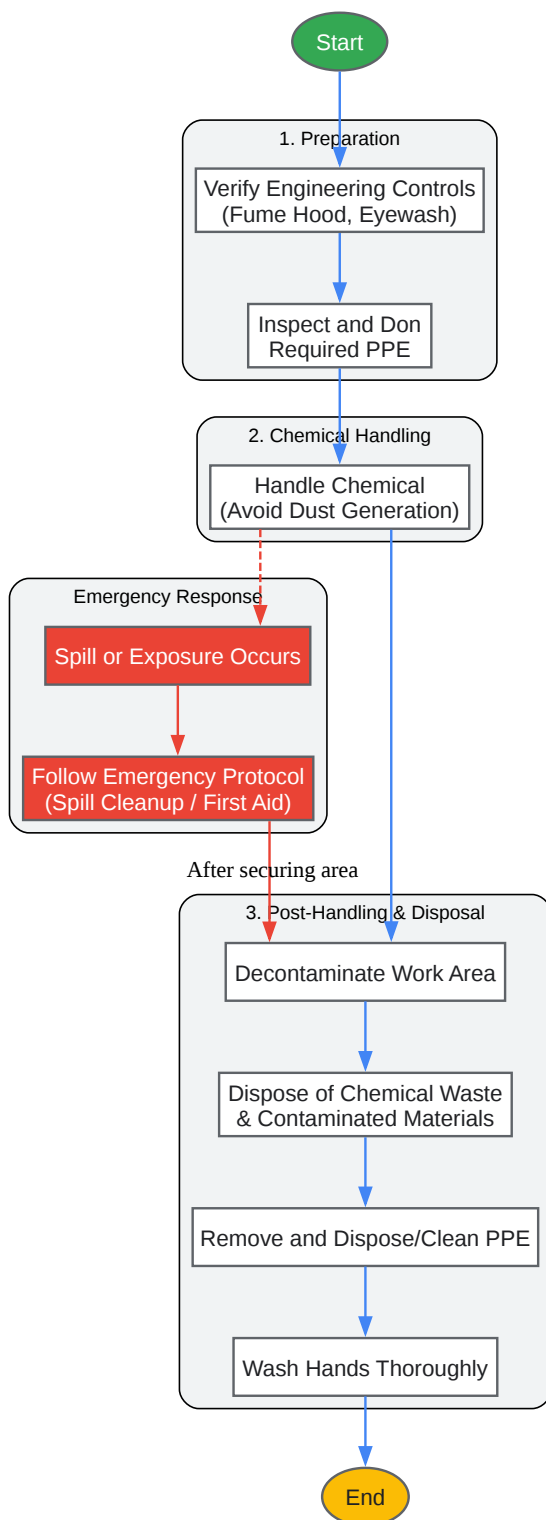 Start
1. Preparation
Verify Engineering Controls
(Fume Hood, Eyewash)
Inspect and Don
Required PPE
2. Chemical Handling
Handle Chemical
(Avoid Dust Generation)
Emergency Response
Spill or Exposure Occurs
Follow Emergency Protocol
(Spill Cleanup / First Aid)
After securing area
3. Post-Handling & Disposal
Decontaminate Work Area
Dispose of Chemical Waste
& Contaminated Materials
Remove and Dispose/Clean PPE
Wash Hands Thoroughly
End